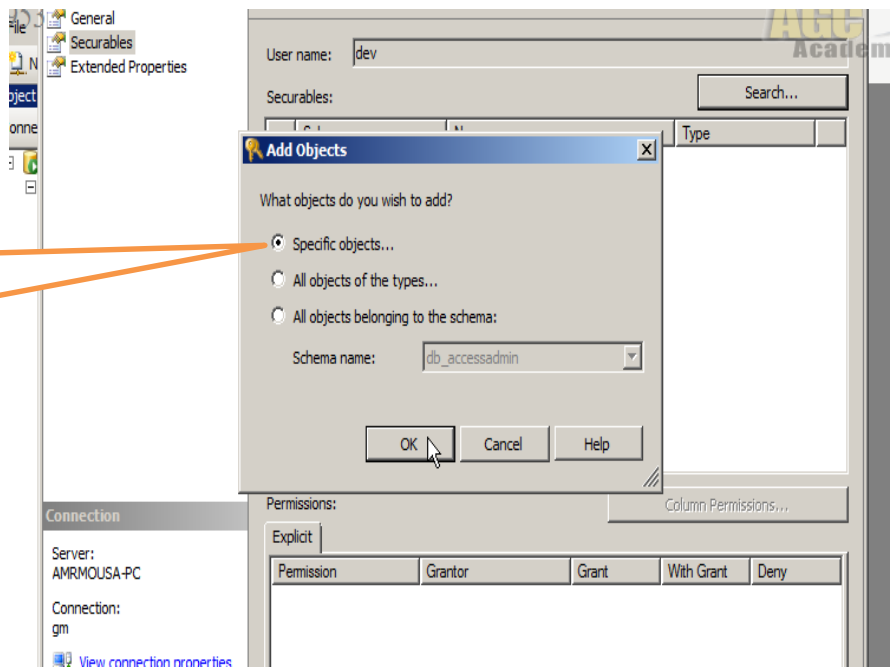 File
General
Securables
Extended Properties
AGC
Academ
User name: dev
Securables:
Search...
Type
Add Objects
What objects do you wish to add?
Specific objects...
All objects of the types...
All objects belonging to the schema:
Schema name: db_accessadmin
OK Cancel Help
Permissions:
Column Permissions...
Explicit
Permission Grantor Grant With Grant Deny
Connection
Server:
AMRMOUSA-PC
Connection:
gm
View connection properties